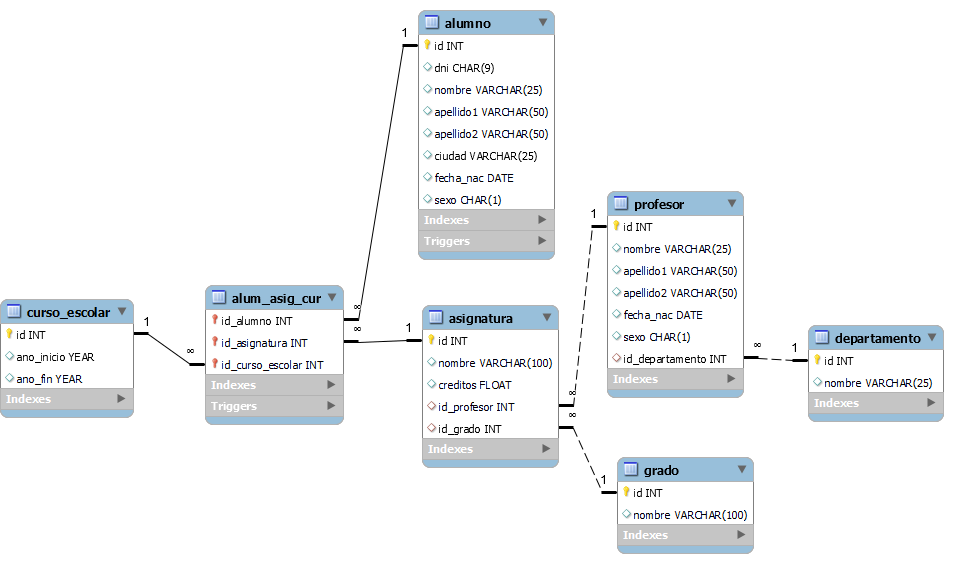 alumno
1
id INT
dni CHAR(9)
nombre VARCHAR(25)
apellido1 VARCHAR(50)
apellido2 VARCHAR(50)
ciudad VARCHAR(25)
fecha_nac DATE
sexo CHAR(1)
Indexes
Triggers
profesor
1
id INT
nombre VARCHAR(25)
apellido1 VARCHAR(50)
apellido2 VARCHAR(50)
fecha_nac DATE
sexo CHAR(1)
id_departamento INT
∞
Indexes
curso_escolar
1
id INT
ano_inicio YEAR
ano_fin YEAR
Indexes
∞
alum_asig_cur
∞
id_alumno INT
∞
id_asignatura INT
id_curso_escolar INT
Indexes
Triggers
asignatura
1
id INT
nombre VARCHAR(100)
creditos FLOAT
∞
id_profesor INT
∞
id_grado INT
Indexes
departamento
1
id INT
nombre VARCHAR(25)
Indexes
grado
1
id INT
nombre VARCHAR(100)
Indexes